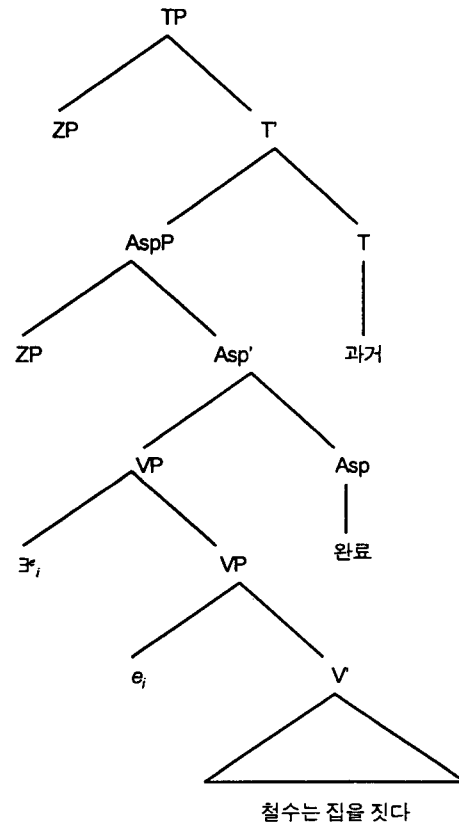 TP
ZP T'
AspP T
ZP Asp' 과거
VP Asp
∃e_i VP 완료
e_i V'
철수는 집을 짓다